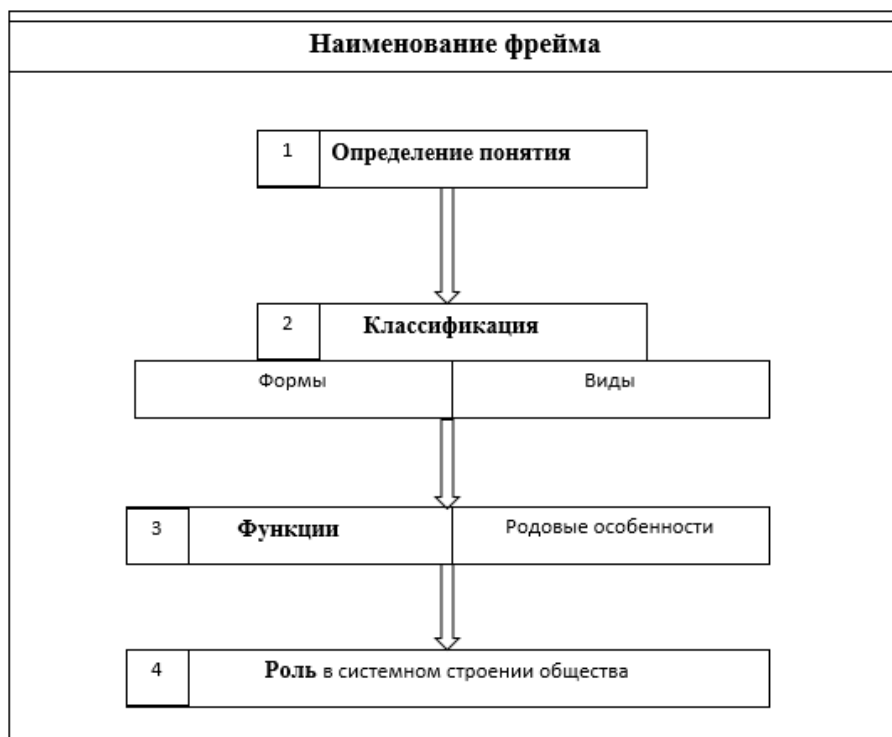 Наименование фрейма
1 Определение понятия
2 Классификация
Формы Виды
3 Функции Родовые особенности
4 Роль в системном строении общества